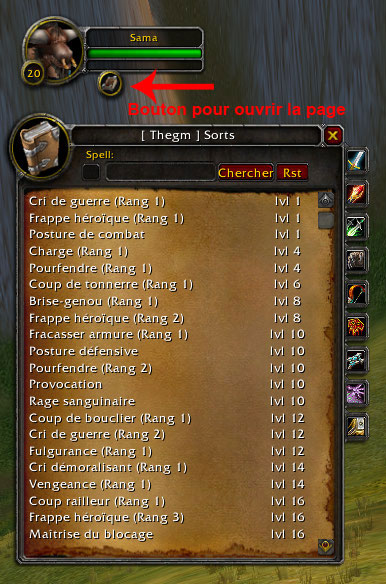 Sama
20
Bouton pour ouvrir la page
[ Thegm ] Sorts
Spell:
Chercher Rst
Cri de guerre (Rang 1) lvl 1
Frappe héroïque (Rang 1) lvl 1
Posture de combat lvl 1
Charge (Rang 1) lvl 4
Pourfendre (Rang 1) lvl 4
Coup de tonnerre (Rang 1) lvl 6
Brise-genou (Rang 1) lvl 8
Frappe héroïque (Rang 2) lvl 8
Fracasser armure (Rang 1) lvl 10
Posture défensive lvl 10
Pourfendre (Rang 2) lvl 10
Provocation lvl 10
Rage sanguinaire lvl 10
Coup de bouclier (Rang 1) lvl 12
Cri de guerre (Rang 2) lvl 12
Fulgurance (Rang 1) lvl 12
Cri démoralisant (Rang 1) lvl 14
Vengeance (Rang 1) lvl 14
Coup railleur (Rang 1) lvl 16
Frappe héroïque (Rang 3) lvl 16
Maîtrise du blocage lvl 16